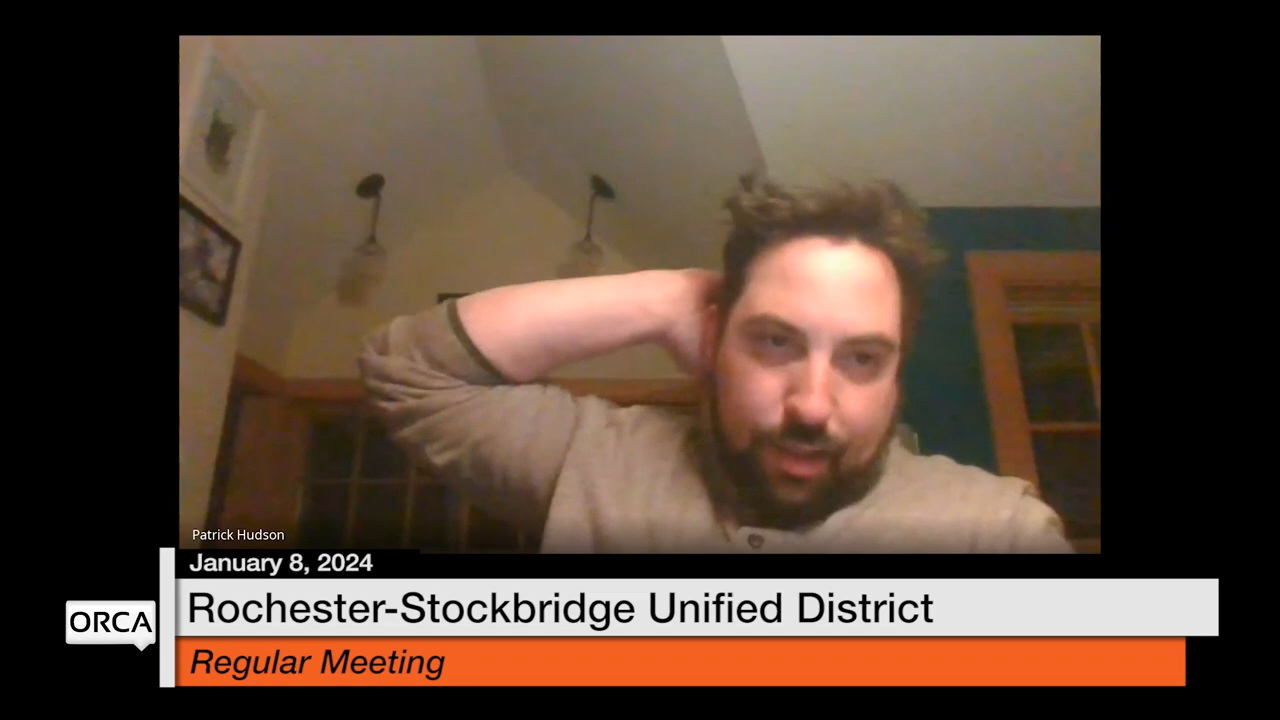 Patrick Hudson
January 8, 2024
Rochester-Stockbridge Unified District
ORCA
Regular Meeting